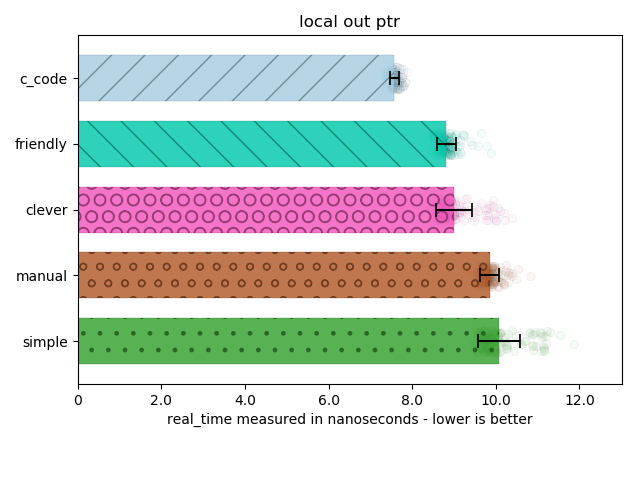 local out ptr
c_code
friendly
clever
manual
simple
0 2.0 4.0 6.0 8.0 10.0 12.0
real_time measured in nanoseconds - lower is better